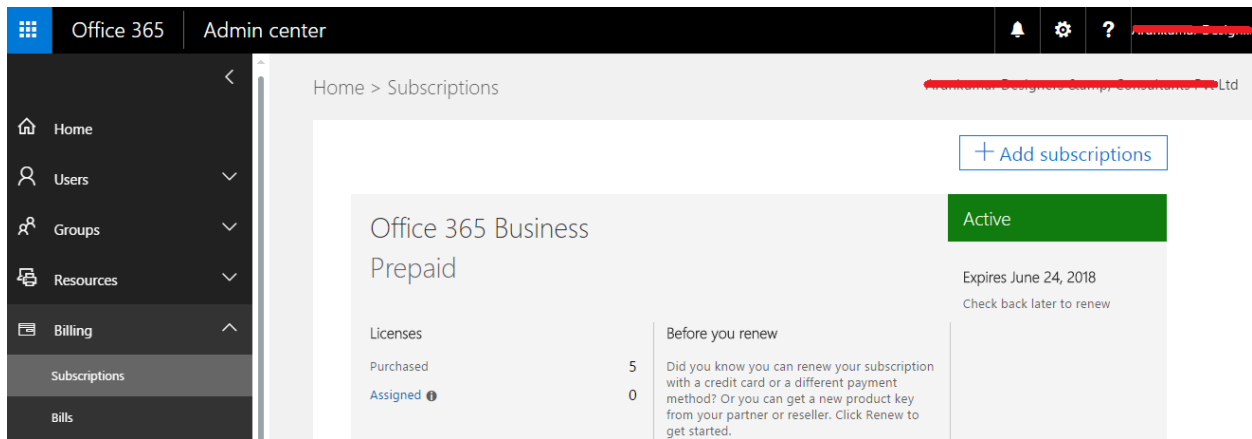 Office 365 Admin center
Home > Subscriptions
Ltd
Home
Users
Groups
Resources
Billing
Subscriptions
Bills
+ Add subscriptions
Office 365 Business
Prepaid
Active
Expires June 24, 2018
Check back later to renew
Licenses
Purchased 5
Assigned 0
Before you renew
Did you know you can renew your subscription
with a credit card or a different payment
method? Or you can get a new product key
from your partner or reseller. Click Renew to
get started.